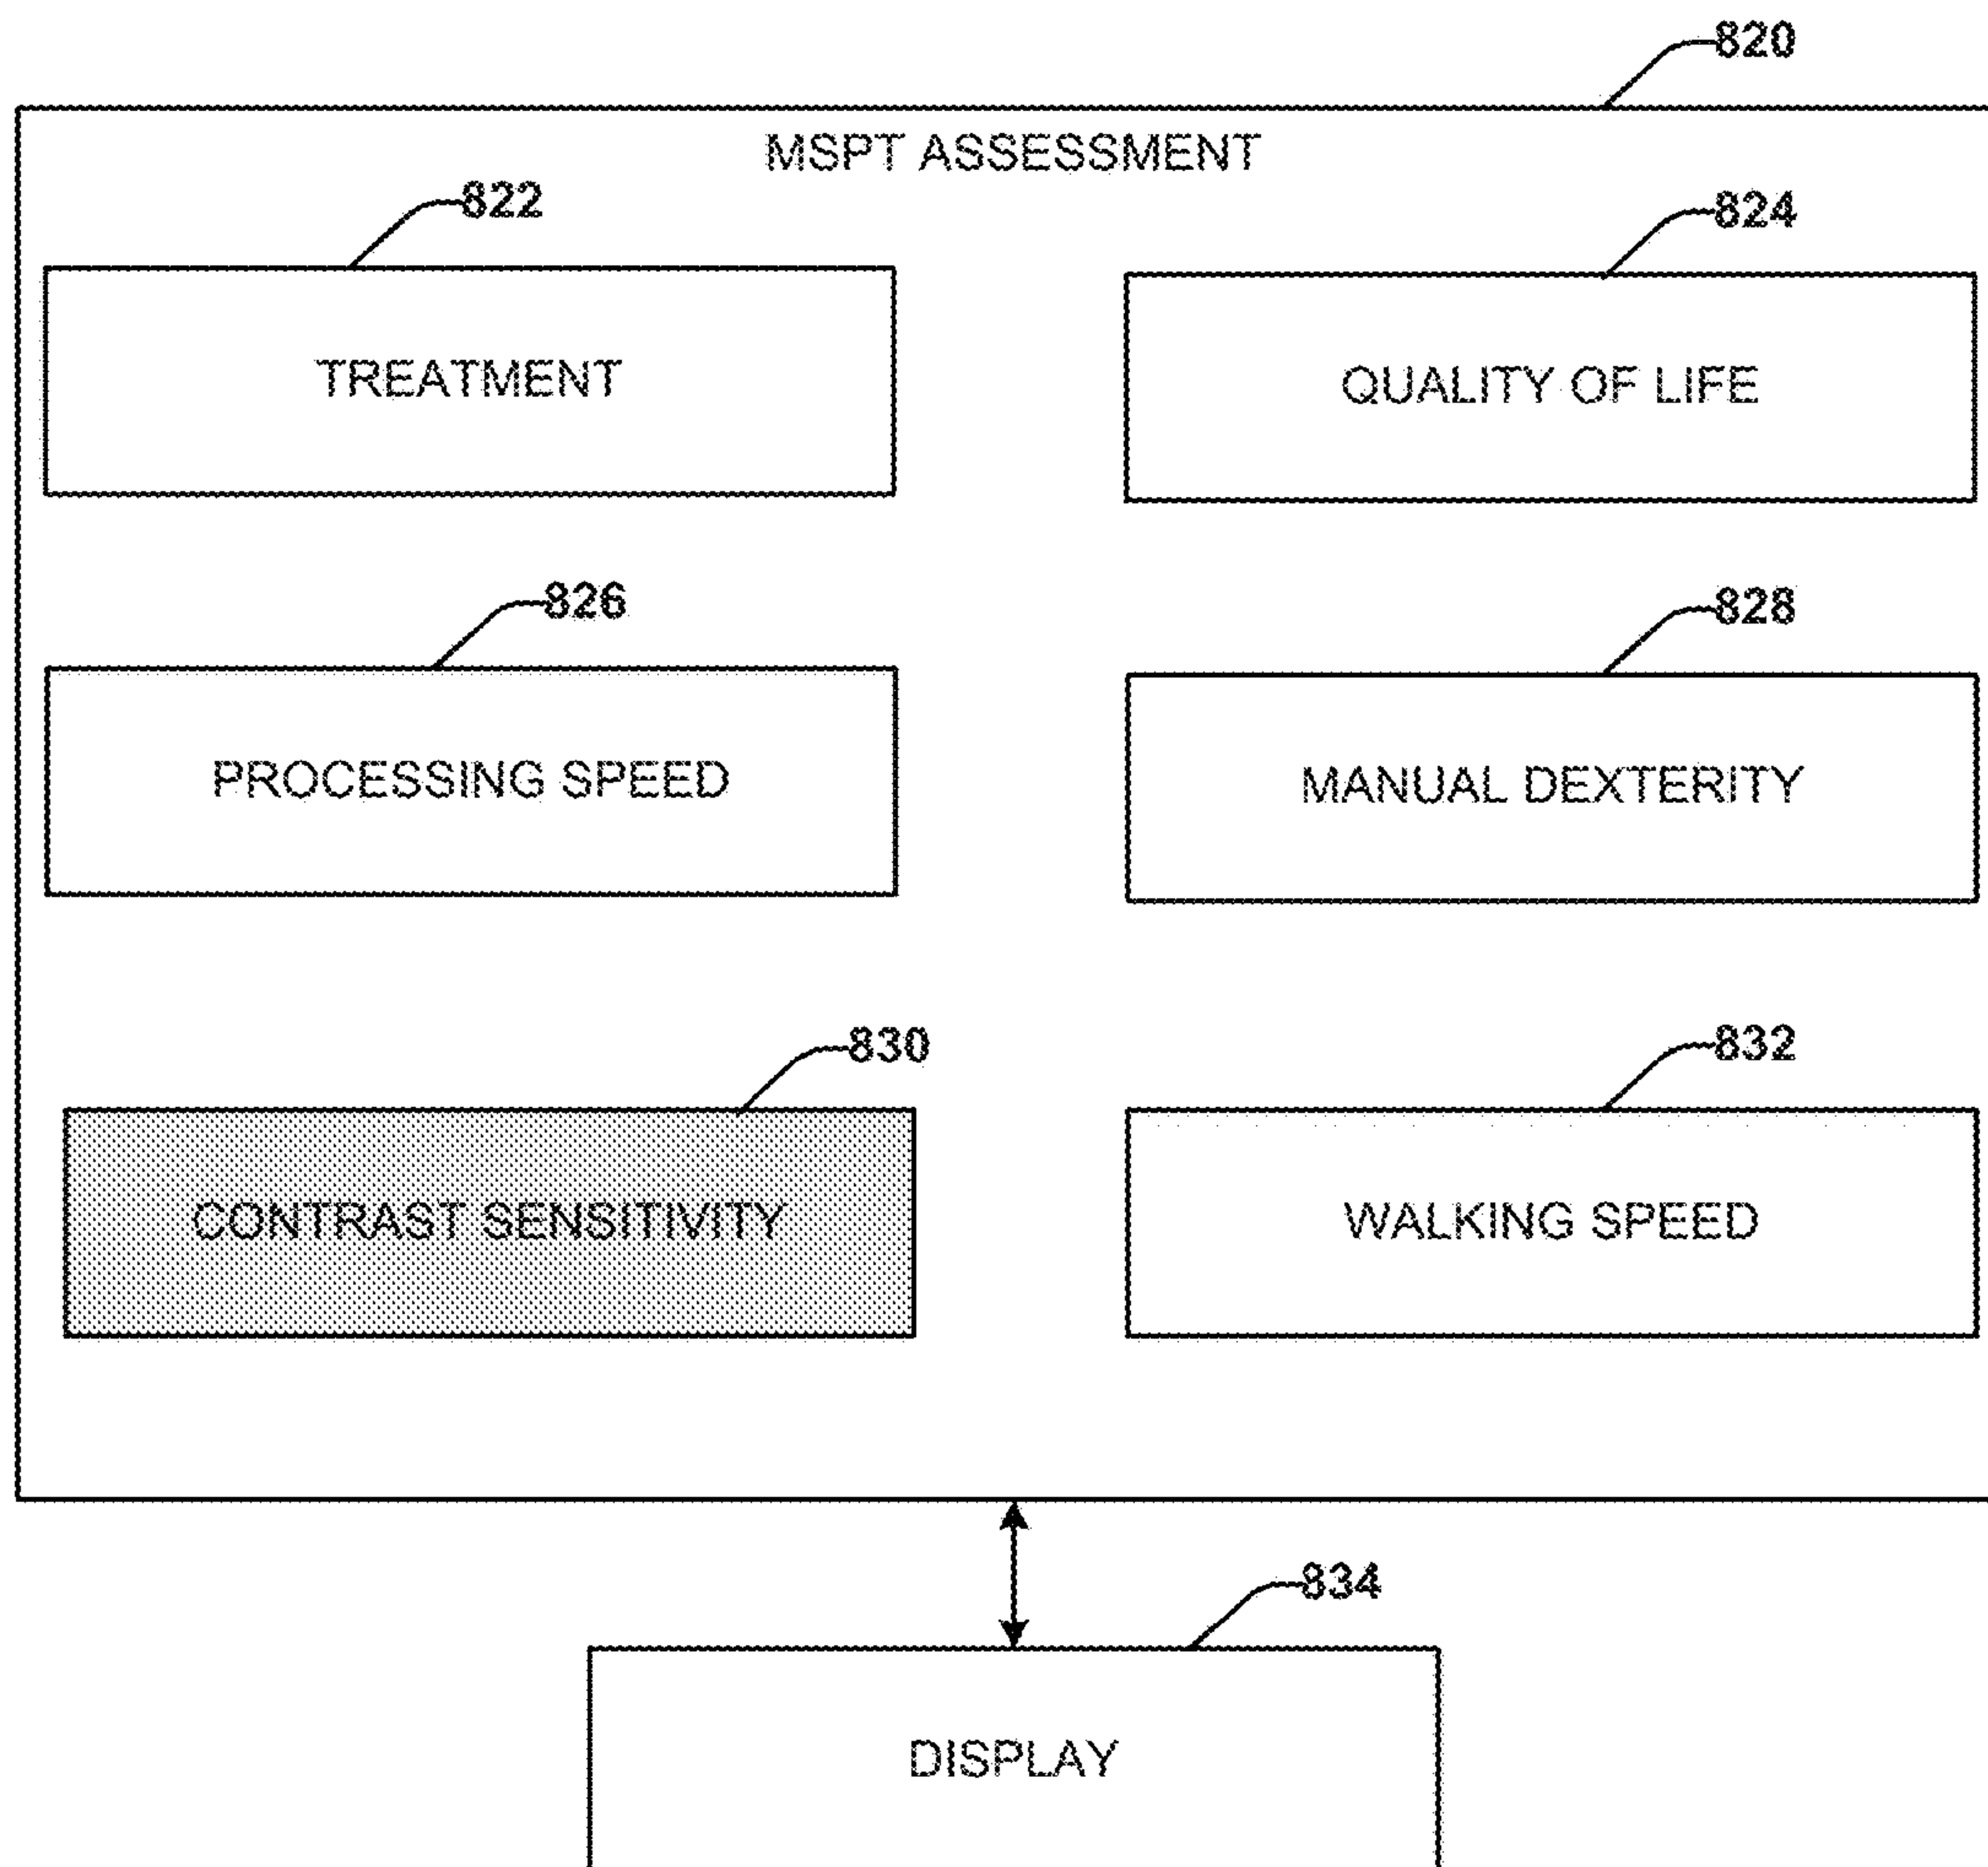 820
MSPT ASSESSMENT
822
824
TREATMENT
QUALITY OF LIFE
826
828
PROCESSING SPEED
MANUAL DEXTERITY
830
832
CONTRAST SENSITIVITY
WALKING SPEED
834
DISPLAY